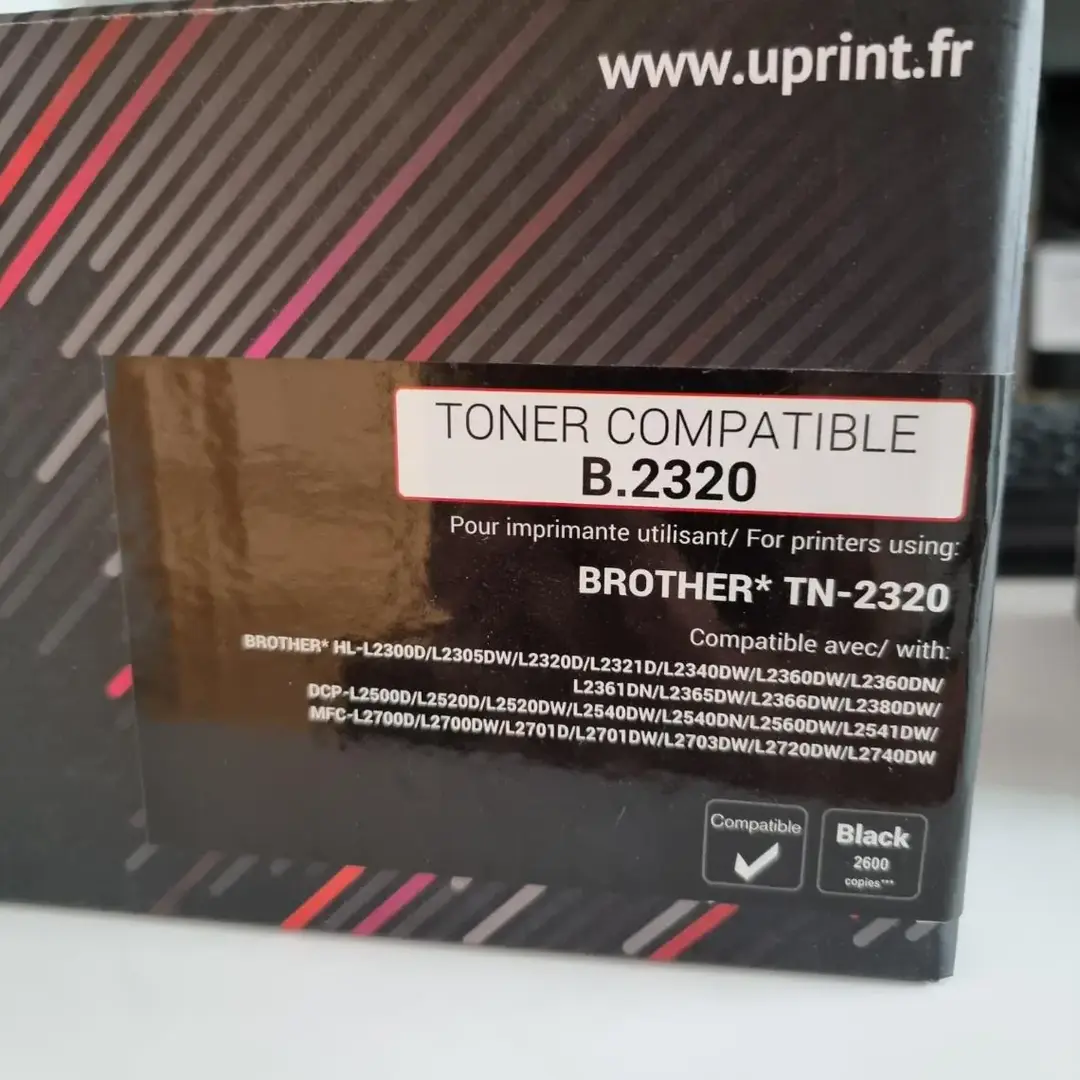 www.uprint.fr
TONER COMPATIBLE
B.2320
Pour imprimante utilisant/ For printers using:
BROTHER* TN-2320
Compatible avec/ with:
BROTHER* HL-L2300D/L2305DW/L2320D/L2321D/L2340DW/L2360DW/L2360DN/
L2361DN/L2365DW/L2366DW/L2380DW/
DCP-L2500D/L2520D/L2520DW/L2540DW/L2540DN/L2560DW/L2541DW/
MFC-L2700D/L2700DW/L2701D/L2701DW/L2703DW/L2720DW/L2740DW
Compatible
Black
2600
copies***